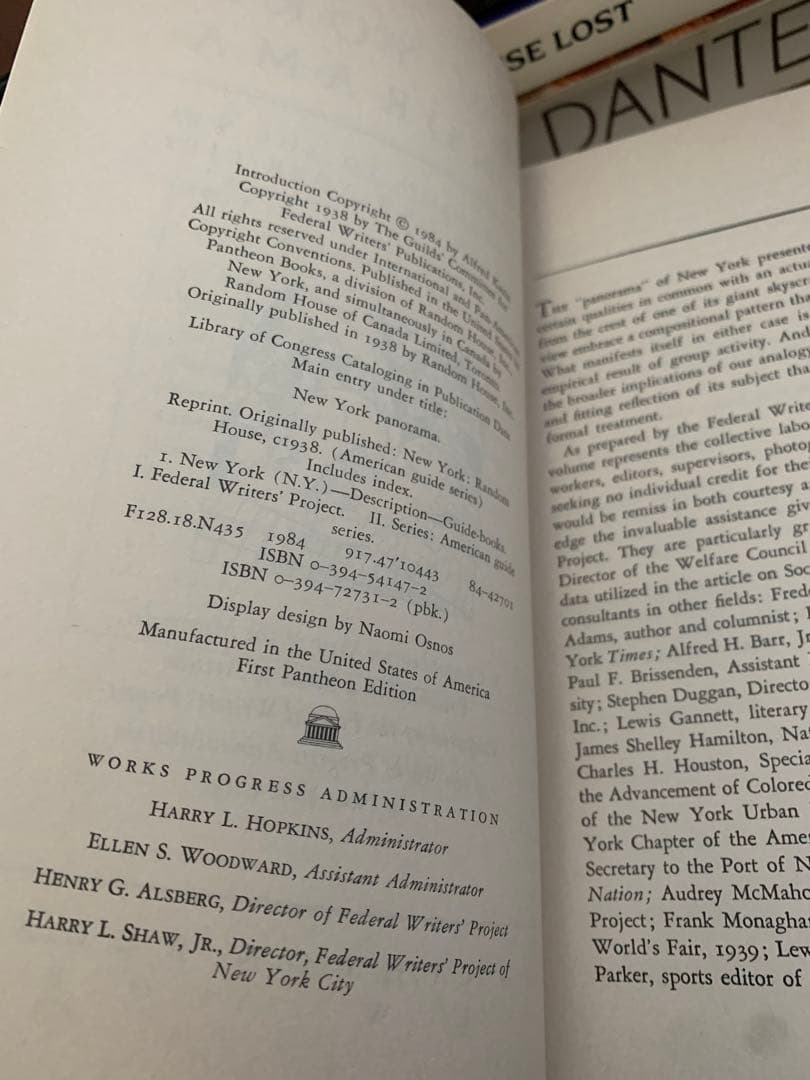 SE LOST
DANTE
Introduction Copyright © 1984 by Alfred Kazin
Copyright 1938 by The Guilds' Committee for
Federal Writers' Publications, Inc.
All rights reserved under International and Pan-American
Copyright Conventions. Published in the United States by
Pantheon Books, a division of Random House, Inc.,
New York, and simultaneously in Canada by
Random House of Canada Limited, Toronto.
Originally published in 1938 by Random House, Inc.
Library of Congress Cataloging in Publication Data
Main entry under title:
New York panorama.
Reprint. Originally published: New York: Random
House, c1938. (American guide series)
Includes index.
1. New York (N.Y.)—Description—Guide-books.
I. Federal Writers' Project. II. Series: American guide
series.
F128.18.N435 1984 917.47'10443 84-42701
ISBN 0-394-54147-2
ISBN 0-394-72731-2 (pbk.)
Display design by Naomi Osnos
Manufactured in the United States of America
First Pantheon Edition
WORKS PROGRESS ADMINISTRATION
HARRY L. HOPKINS, Administrator
ELLEN S. WOODWARD, Assistant Administrator
HENRY G. ALSBERG, Director of Federal Writers' Project
HARRY L. SHAW, JR., Director, Federal Writers' Project of
New York City
THE "panorama" of New York presente
certain qualities in common with an actu
from the crest of one of its giant skyscr
view embrace a compositional pattern tha
What manifests itself in either case is
empirical result of group activity. And
the broader implications of our analogy
and fitting reflection of its subject tha
formal treatment.
As prepared by the Federal Write
volume represents the collective labo
workers, editors, supervisors, photo
seeking no individual credit for the
would be remiss in both courtesy a
edge the invaluable assistance giv
Project. They are particularly gr
Director of the Welfare Council
data utilized in the article on Soc
consultants in other fields: Fred
Adams, author and columnist;
York Times; Alfred H. Barr, Jr
Paul F. Brissenden, Assistant
sity; Stephen Duggan, Directo
Inc.; Lewis Gannett, literary
James Shelley Hamilton, Na
Charles H. Houston, Specia
the Advancement of Colored
of the New York Urban
York Chapter of the Ame
Secretary to the Port of N
Nation; Audrey McMaho
Project; Frank Monagha
World's Fair, 1939; Lew
Parker, sports editor of